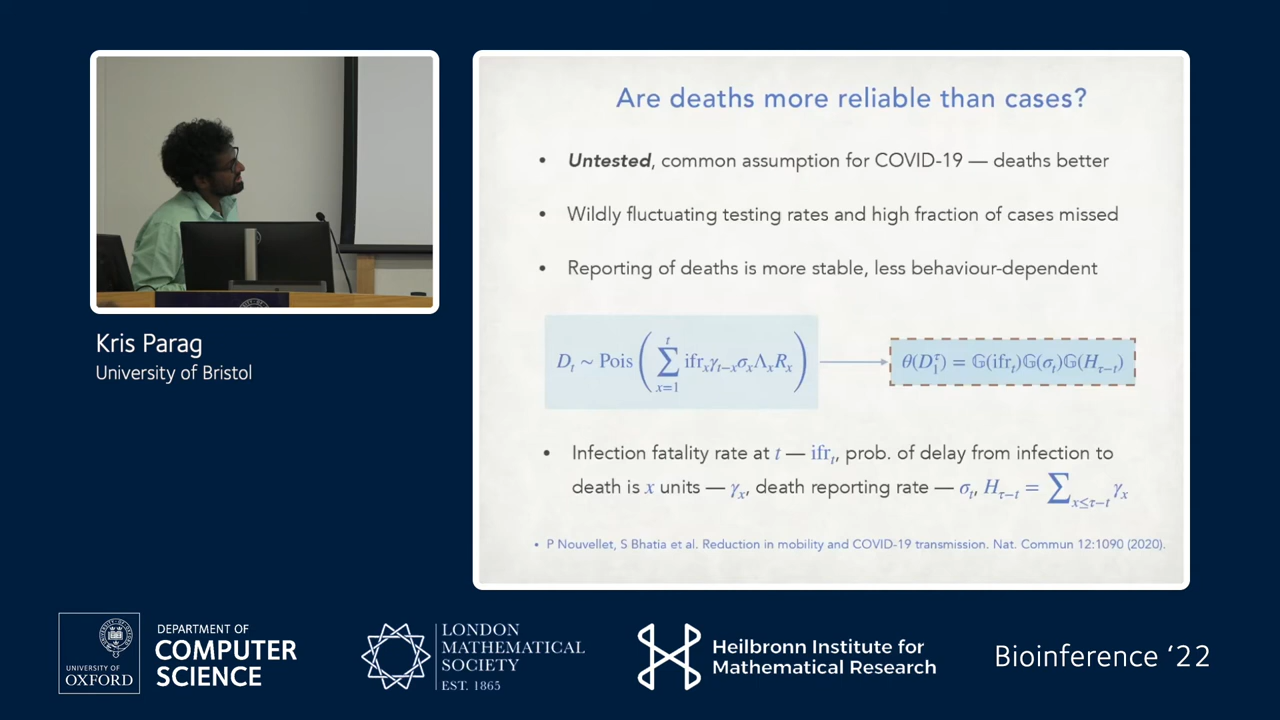 Are deaths more reliable than cases?
• Untested, common assumption for COVID-19 — deaths better
• Wildly fluctuating testing rates and high fraction of cases missed
• Reporting of deaths is more stable, less behaviour-dependent
D_t ~ Pois ( ∑_{x=1}^{t} ifr_x γ_{t−x} σ_x Λ_x R_x )
θ(D_1^τ) = 𝔾(ifr_t)𝔾(σ_t)𝔾(H_{τ−t})
• Infection fatality rate at t — ifr_t, prob. of delay from infection to
death is x units — γ_x, death reporting rate — σ_t, H_{τ−t} = ∑_{x≤τ−t} γ_x
• P Nouvellet, S Bhatia et al. Reduction in mobility and COVID-19 transmission. Nat. Commun 12:1090 (2020).
Kris Parag
University of Bristol
UNIVERSITY OF
OXFORD
DEPARTMENT OF
COMPUTER
SCIENCE
LONDON
MATHEMATICAL
SOCIETY
EST. 1865
Heilbronn Institute for
Mathematical Research
Bioinference ‘22